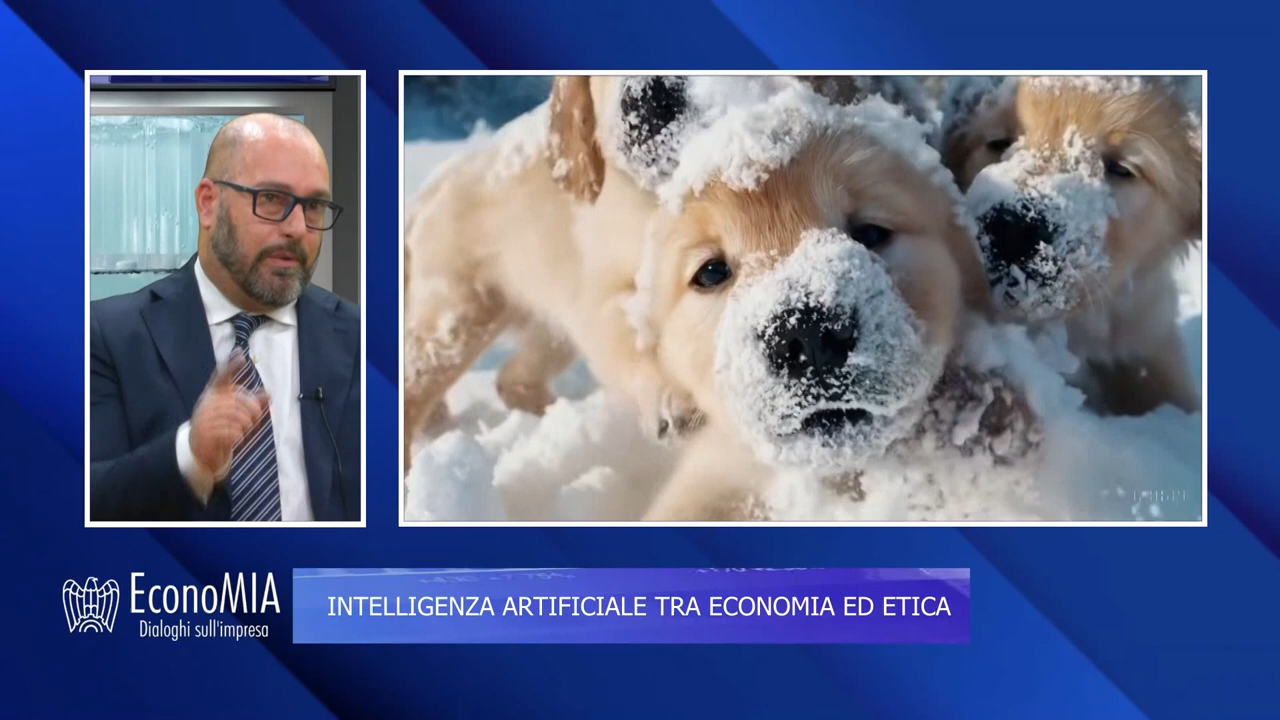 EconoMIA
Dialoghi sull'impresa
INTELLIGENZA ARTIFICIALE TRA ECONOMIA ED ETICA